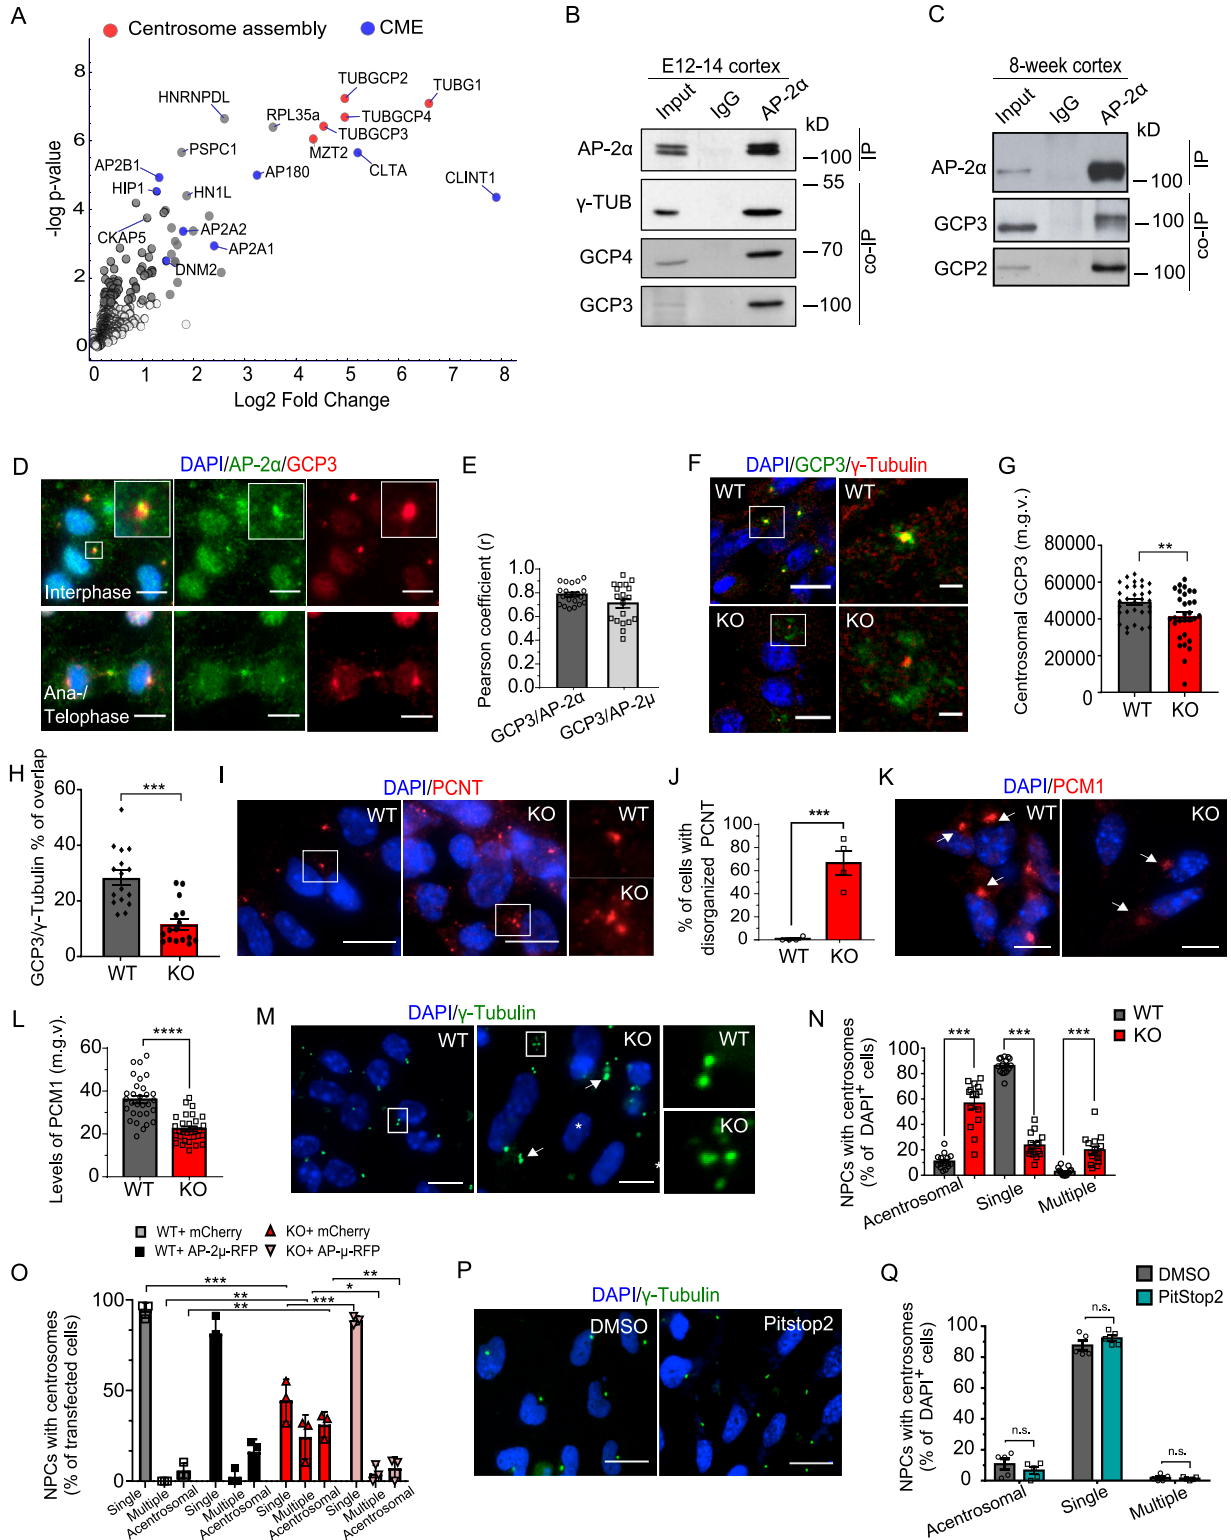 A
Centrosome assembly
CME
-log p-value
8
6
4
2
0
TUBGCP2
TUBG1
HNRNPDL
RPL35a
TUBGCP4
TUBGCP3
PSPC1
MZT2
CLTA
AP2B1
AP180
CLINT1
HIP1
HN1L
CKAP5
AP2A2
AP2A1
DNM2
0 1 2 3 4 5 6 7 8
Log2 Fold Change
B
E12-14 cortex
Input IgG AP-2α
kD
AP-2α
100
IP
55
γ-TUB
GCP4
70
GCP3
100
co-IP
C
8-week cortex
Input IgG AP-2α
kD
AP-2α
100
IP
GCP3
100
GCP2
100
co-IP
D
DAPI/AP-2α/GCP3
Interphase
Ana-/
Telophase
E
Pearson coefficient (r)
1.0
0.8
0.6
0.4
0.2
0.0
GCP3/AP-2α
GCP3/AP-2μ
F
DAPI/GCP3/γ-Tubulin
WT
WT
KO
KO
G
Centrosomal GCP3 (m.g.v.)
80000
60000
40000
20000
0
**
WT KO
H
GCP3/γ-Tubulin % of overlap
60
40
20
0
***
WT KO
I
DAPI/PCNT
WT
KO
WT
KO
J
% of cells with
disorganized PCNT
100
80
60
40
20
0
***
WT KO
K
DAPI/PCM1
WT
KO
L
Levels of PCM1 (m.g.v).
60
40
20
0
****
WT KO
M
DAPI/γ-Tubulin
WT
KO
*
*
WT
KO
N
WT
KO
NPCs with centrosomes
(% of DAPI+ cells)
100
80
60
40
20
0
*** *** ***
Acentrosomal
Single
Multiple
O
WT+ mCherry
KO+ mCherry
WT+ AP-2μ-RFP
KO+ AP-μ-RFP
NPCs with centrosomes
(% of transfected cells)
100
50
0
***
**
**
***
*
**
Single
Multiple
Acentrosomal
Single
Multiple
Acentrosomal
Single
Multiple
Acentrosomal
Single
Multiple
Acentrosomal
P
DAPI/γ-Tubulin
DMSO
Pitstop2
Q
DMSO
PitStop2
NPCs with centrosomes
(% of DAPI+ cells)
100
80
60
40
20
0
n.s.
n.s.
n.s.
Acentrosomal
Single
Multiple